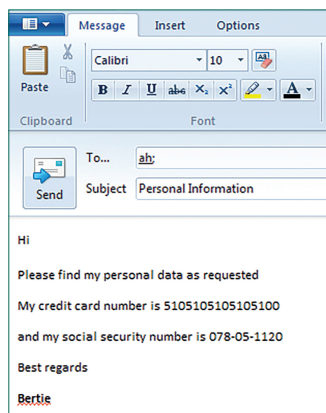 Message Insert Options
Calibri 10
Paste
B I U abc X₂ X² A
Clipboard Font
To... ah;
Send
Subject Personal Information
Hi
Please find my personal data as requested
My credit card number is 5105105105105100
and my social security number is 078-05-1120
Best regards
Bertie